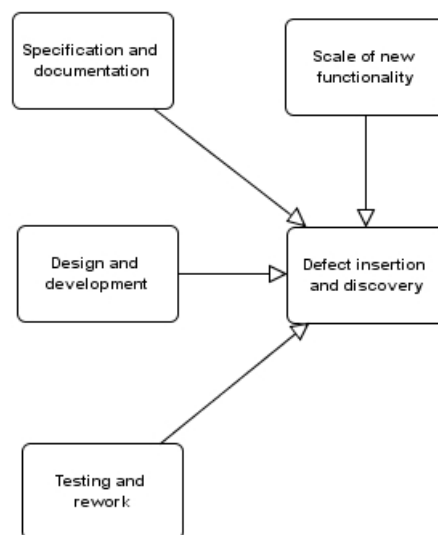 Specification and
documentation
Scale of new
functionality
Design and
development
Defect insertion
and discovery
Testing and
rework